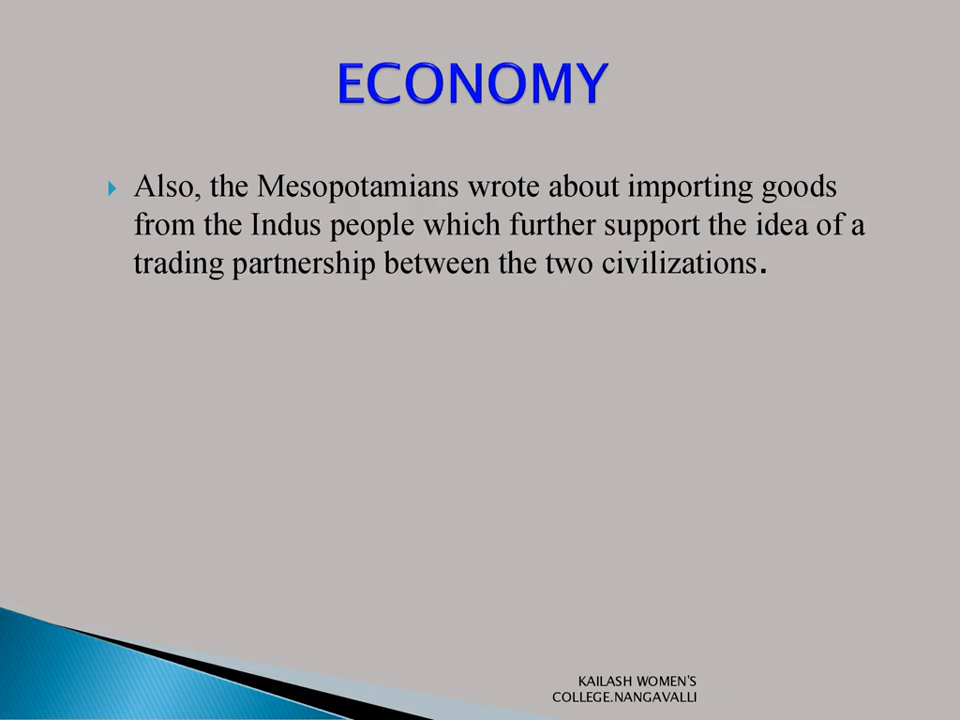 ECONOMY
Also, the Mesopotamians wrote about importing goods
from the Indus people which further support the idea of a
trading partnership between the two civilizations.
KAILASH WOMEN'S
COLLEGE.NANGAVALLI